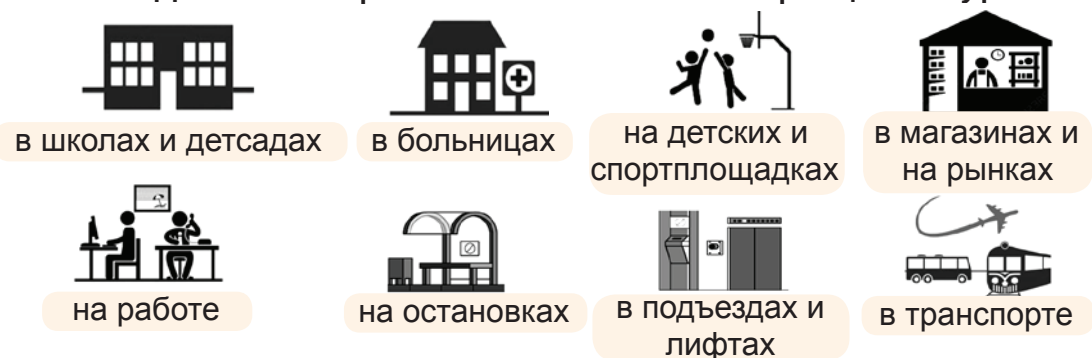 в школах и детсадах
в больницах
на детских и
спортплощадках
в магазинах и
на рынках
на работе
на остановках
в подъездах и
лифтах
в транспорте